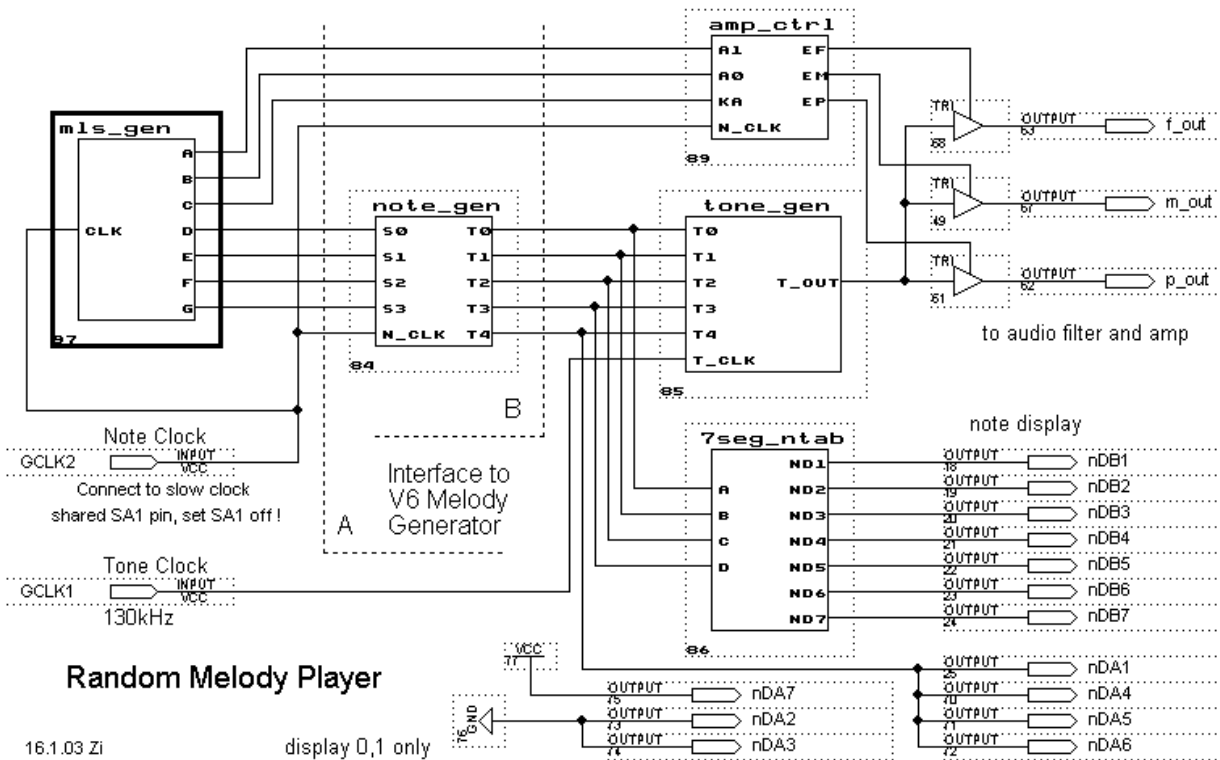 amp_ctrl
A1 EF
A0 EM
KA EP
N_CLK
89
mls_gen
A
B
C
CLK D
E
F
G
97
note_gen
S0 T0
S1 T1
S2 T2
S3 T3
N_CLK T4
84
tone_gen
T0
T1
T2 T_OUT
T3
T4
T_CLK
85
TRI
68
OUTPUT
63
f_out
TRI
49
OUTPUT
67
m_out
TRI
61
OUTPUT
62
p_out
to audio filter and amp
B
A
Interface to
V6 Melody
Generator
Note Clock
GCLK2 INPUT
VCC
Connect to slow clock
shared SA1 pin, set SA1 off !
Tone Clock
GCLK1 INPUT
VCC
130kHz
7seg_ntab
ND1
A ND2
B ND3
C ND4
D ND5
ND6
ND7
86
note display
OUTPUT nDB1
18
OUTPUT nDB2
19
OUTPUT nDB3
20
OUTPUT nDB4
21
OUTPUT nDB5
22
OUTPUT nDB6
23
OUTPUT nDB7
24
OUTPUT nDA1
25
OUTPUT nDA4
70
OUTPUT nDA5
71
OUTPUT nDA6
72
VCC
77
OUTPUT nDA7
75
OUTPUT nDA2
73
OUTPUT nDA3
74
GND
76
Random Melody Player
16.1.03 Zi
display 0,1 only